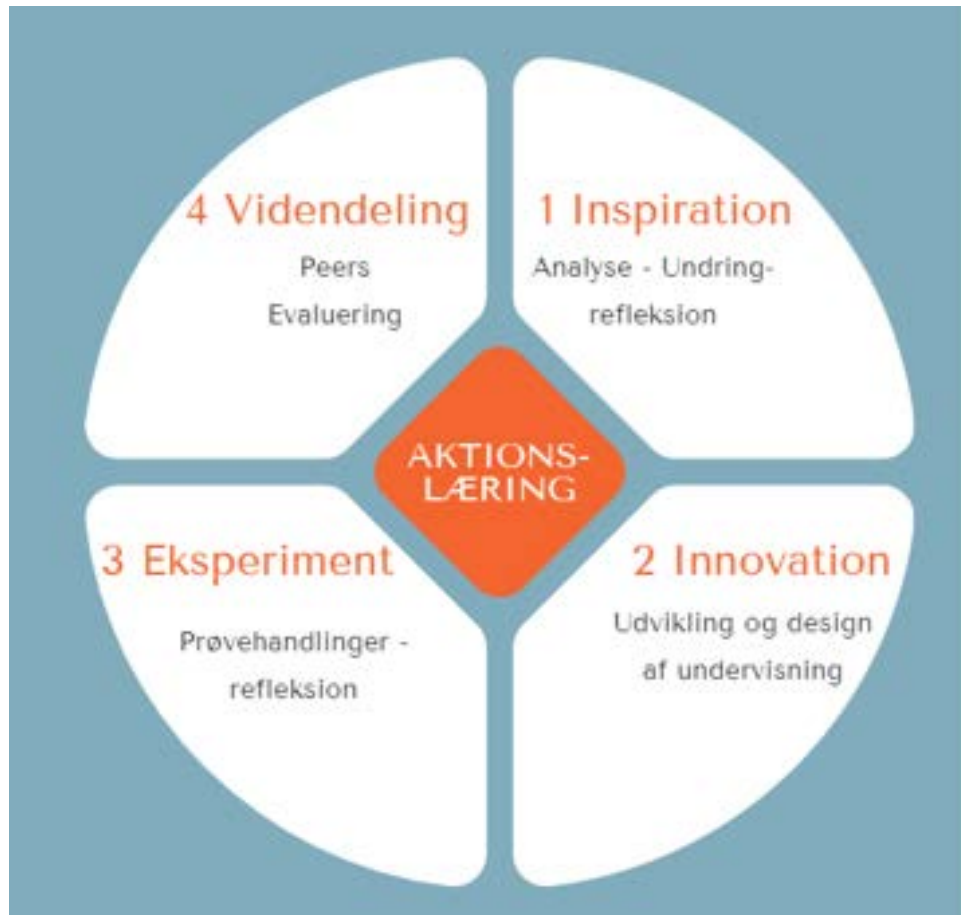 4 Videndeling
Peers
Evaluering
1 Inspiration
Analyse - Undring-
refleksion
AKTIONS-
LÆRING
3 Eksperiment
Prøvehandlinger -
refleksion
2 Innovation
Udvikling og design
af undervisning